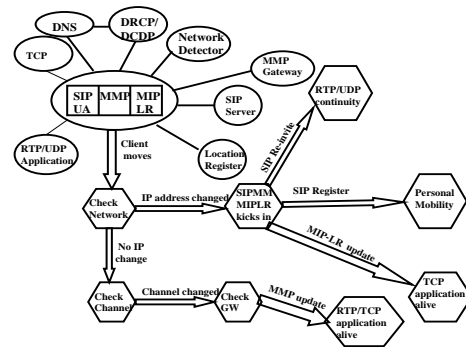 DNS
DRCP/
DCDP
Network
Detector
TCP
MMP
Gateway
SIP
UA
MMP
MIP
LR
SIP
Server
RTP/UDP
Application
Location
Register
Client
moves
RTP/UDP
continuity
SIP Re-invite
Check
Network
IP address changed
SIPMM
MIPLR
kicks in
SIP Register
Personal
Mobility
No IP
change
MIP-LR update
Check
Channel
Channel changed
Check
GW
MMP update
RTP/TCP
application
alive
TCP
application
alive